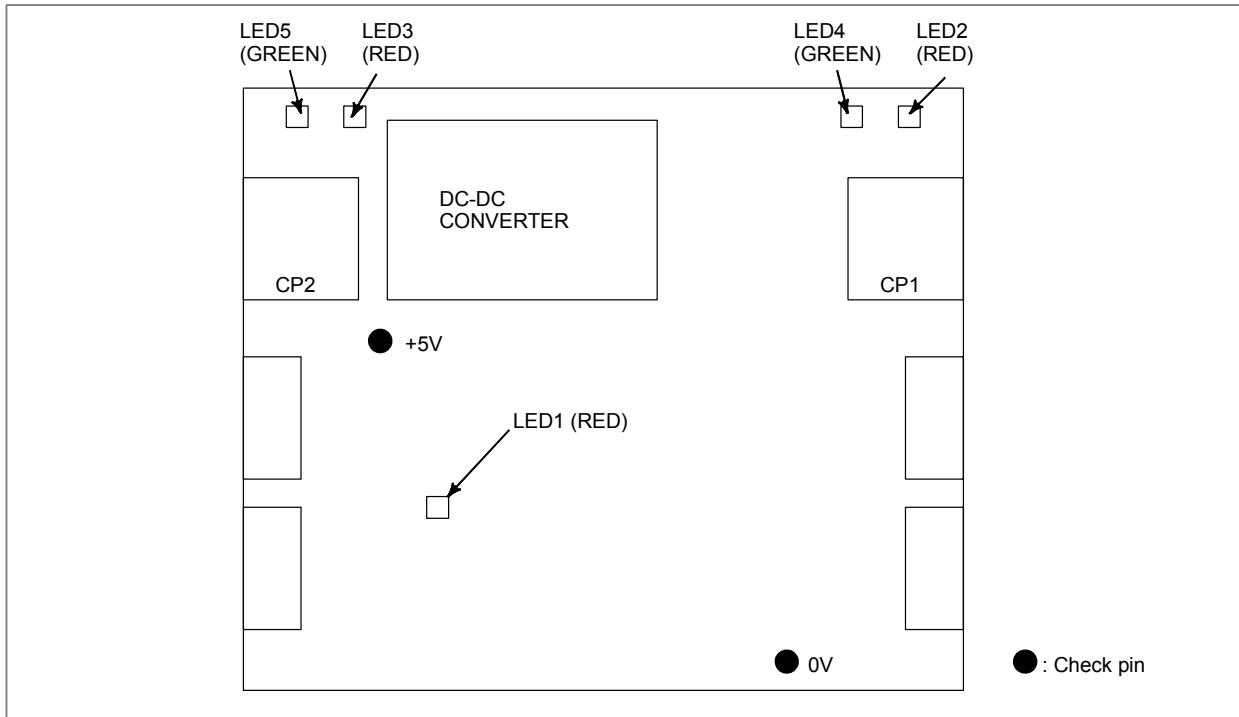 LED5
(GREEN)
LED3
(RED)
LED4
(GREEN)
LED2
(RED)
DC-DC
CONVERTER
CP2
CP1
+5V
LED1 (RED)
0V
: Check pin